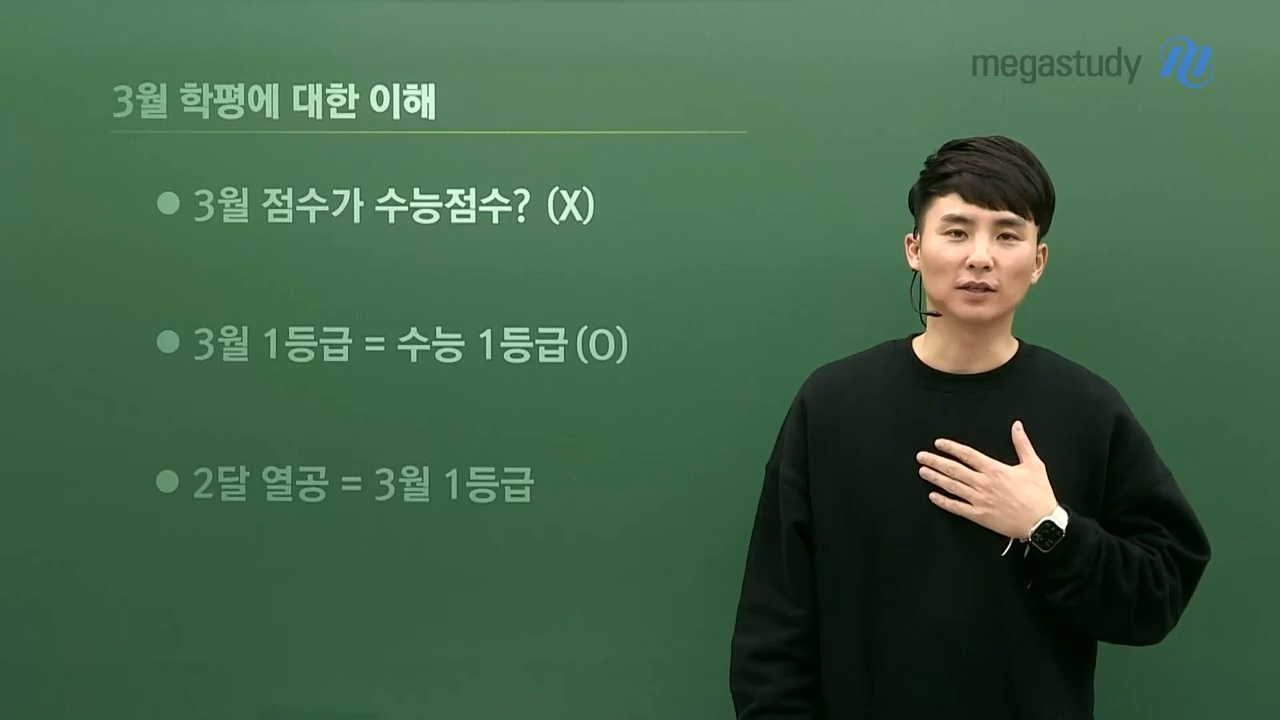 megastudy
3월 학평에 대한 이해
● 3월 점수가 수능점수? (X)
● 3월 1등급 = 수능 1등급(O)
● 2달 열공 = 3월 1등급